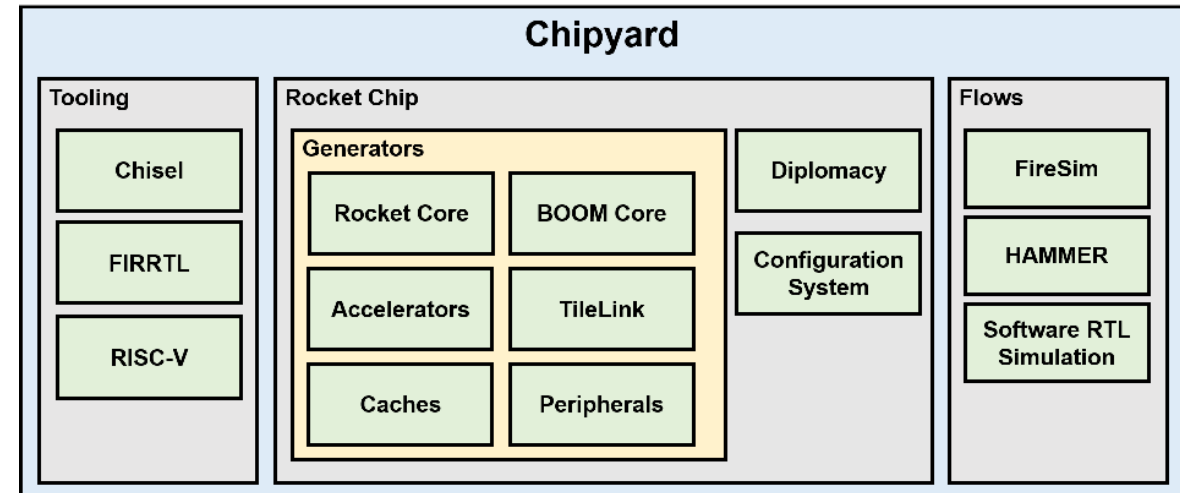 Chipyard
Tooling
Chisel
FIRRTL
RISC-V
Rocket Chip
Generators
Rocket Core
BOOM Core
Accelerators
TileLink
Caches
Peripherals
Diplomacy
Configuration
System
Flows
FireSim
HAMMER
Software RTL
Simulation